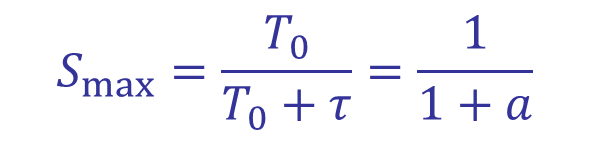 S_max = T_0 / (T_0 + τ) = 1 / (1 + a)